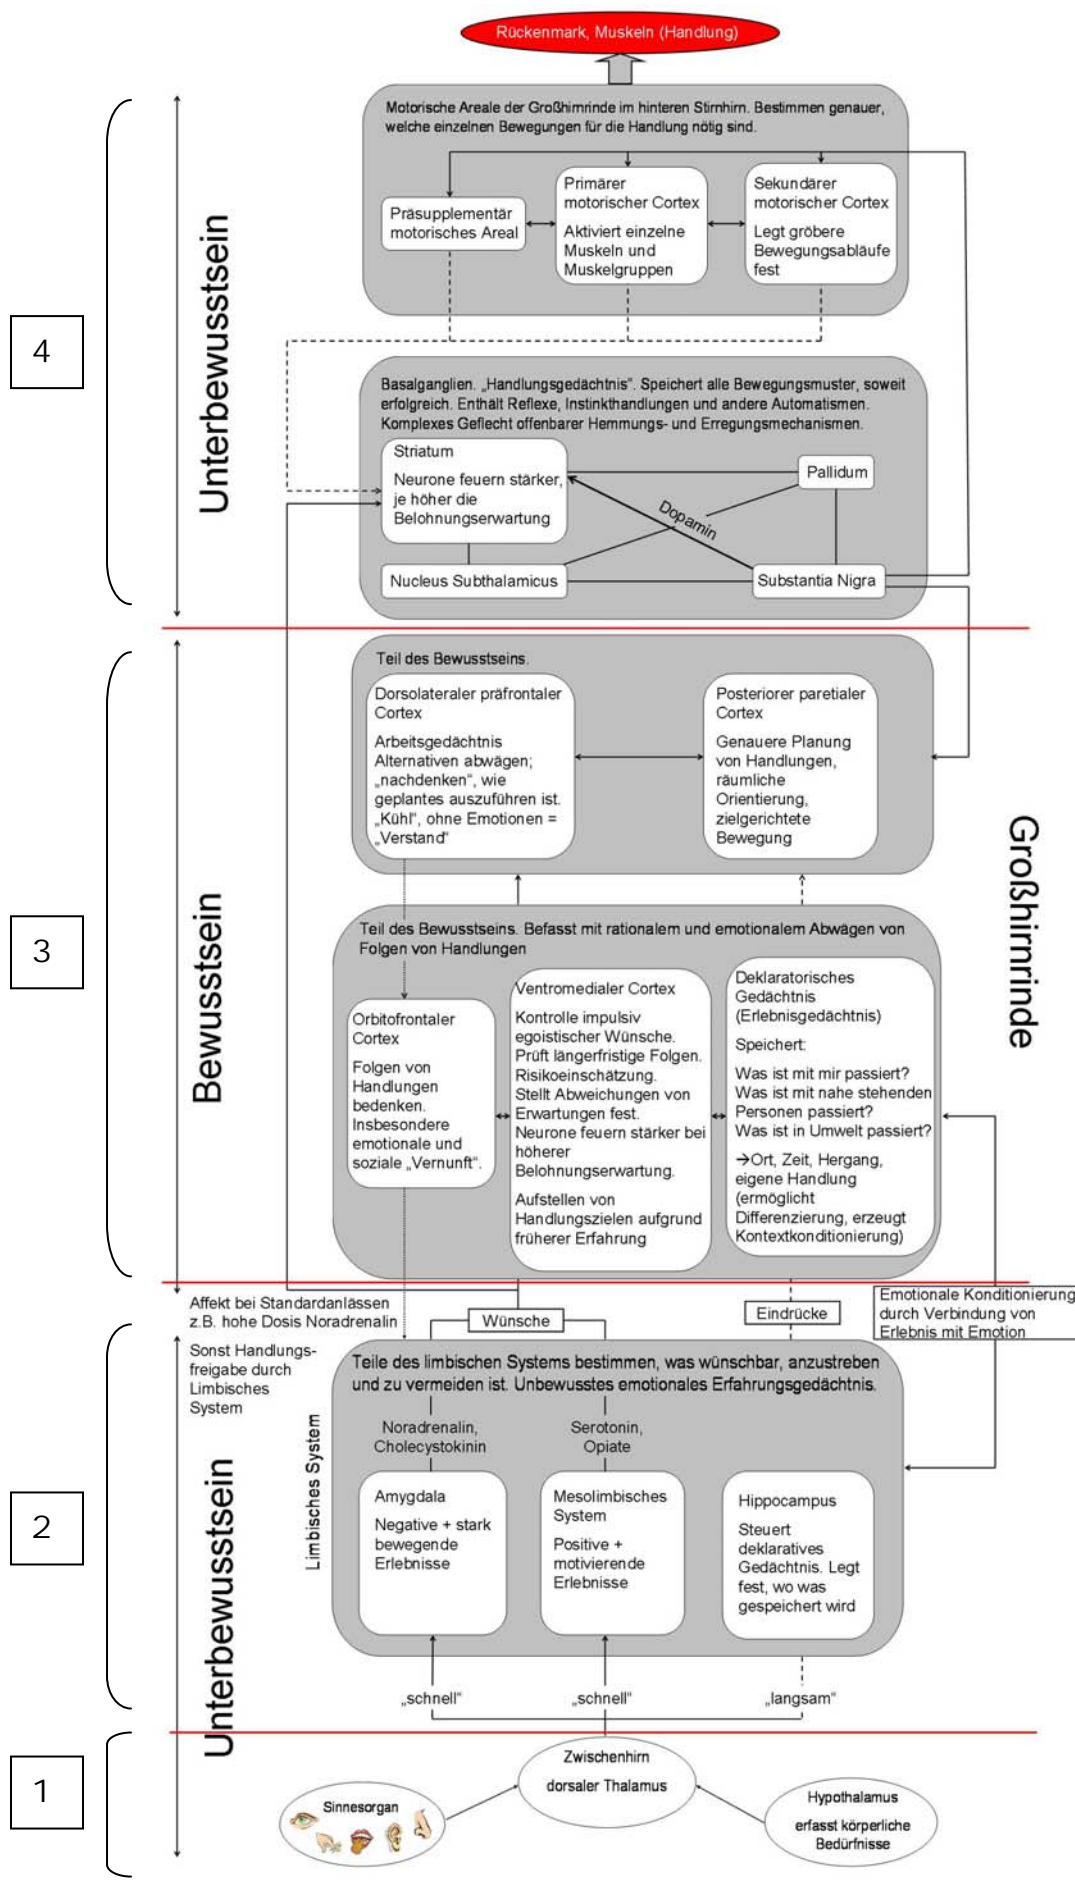 Rückenmark, Muskeln (Handlung)
4
Unterbewusstsein
Motorische Areale der Großhirnrinde im hinteren Stirnhirn. Bestimmen genauer,
welche einzelnen Bewegungen für die Handlung nötig sind.
Präsupplementär
motorisches Areal
Primärer
motorischer Cortex
Aktiviert einzelne
Muskeln und
Muskelgruppen
Sekundärer
motorischer Cortex
Legt gröbere
Bewegungsabläufe
fest
Basalganglien. „Handlungsgedächtnis“. Speichert alle Bewegungsmuster, soweit
erfolgreich. Enthält Reflexe, Instinkthandlungen und andere Automatismen.
Komplexes Geflecht offenbarer Hemmungs- und Erregungsmechanismen.
Striatum
Neurone feuern stärker,
je höher die
Belohnungserwartung
Pallidum
Dopamin
Nucleus Subthalamicus
Substantia Nigra
3
Bewusstsein
Großhirnrinde
Teil des Bewusstseins.
Dorsolateraler präfrontaler
Cortex
Arbeitsgedächtnis
Alternativen abwägen;
„nachdenken“, wie
geplantes auszuführen ist.
„Kühl“, ohne Emotionen =
„Verstand“
Posteriorer paretialer
Cortex
Genauere Planung
von Handlungen,
räumliche
Orientierung,
zielgerichtete
Bewegung
Teil des Bewusstseins. Befasst mit rationalem und emotionalem Abwägen von
Folgen von Handlungen
Orbitofrontaler
Cortex
Folgen von
Handlungen
bedenken.
Insbesondere
emotionale und
soziale „Vernunft“.
Ventromedialer Cortex
Kontrolle impulsiv
egoistischer Wünsche.
Prüft längerfristige Folgen.
Risikoeinschätzung.
Stellt Abweichungen von
Erwartungen fest.
Neurone feuern stärker bei
höherer
Belohnungserwartung.
Aufstellen von
Handlungszielen aufgrund
früherer Erfahrung
Deklaratorisches
Gedächtnis
(Erlebnisgedächtnis)
Speichert:
Was ist mit mir passiert?
Was ist mit nahe stehenden
Personen passiert?
Was ist in Umwelt passiert?
→Ort, Zeit, Hergang,
eigene Handlung
(ermöglicht
Differenzierung, erzeugt
Kontextkonditionierung)
Affekt bei Standardanlässen
z.B. hohe Dosis Noradrenalin
Sonst Handlungs-
freigabe durch
Limbisches
System
Wünsche
Eindrücke
Emotionale Konditionierung
durch Verbindung von
Erlebnis mit Emotion
2
Unterbewusstsein
Limbisches System
Teile des limbischen Systems bestimmen, was wünschbar, anzustreben
und zu vermeiden ist. Unbewusstes emotionales Erfahrungsgedächtnis.
Noradrenalin,
Cholecystokinin
Serotonin,
Opiate
Amygdala
Negative + stark
bewegende
Erlebnisse
Mesolimbisches
System
Positive +
motivierende
Erlebnisse
Hippocampus
Steuert
deklaratives
Gedächtnis. Legt
fest, wo was
gespeichert wird
„schnell“
„schnell“
„langsam“
1
Zwischenhirn
dorsaler Thalamus
Sinnesorgan
Hypothalamus
erfasst körperliche
Bedürfnisse